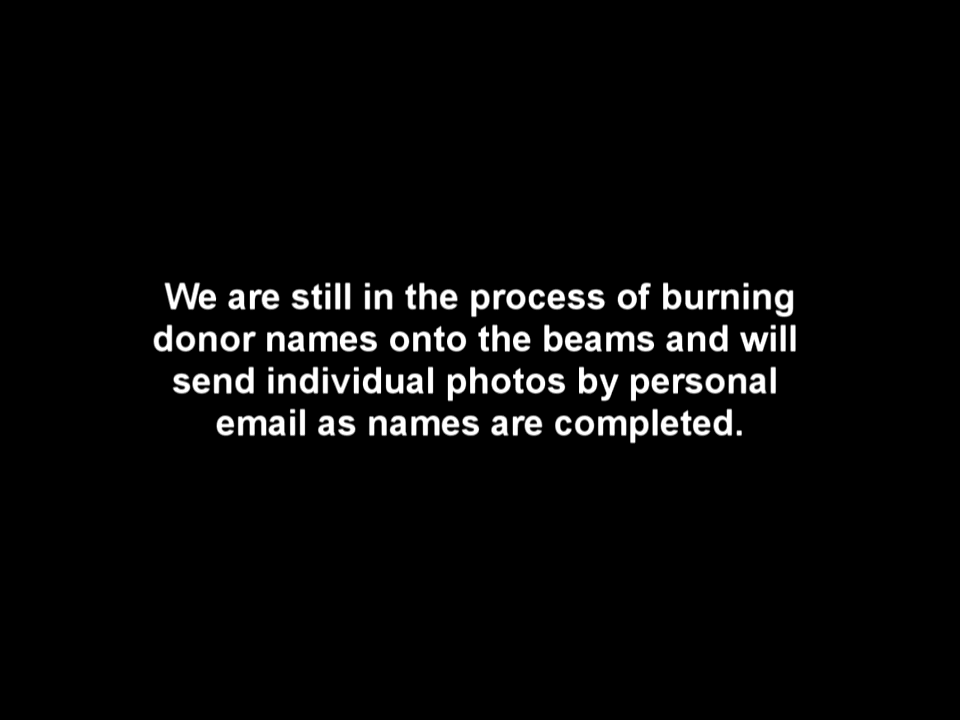 We are still in the process of burning
donor names onto the beams and will
send individual photos by personal
email as names are completed.